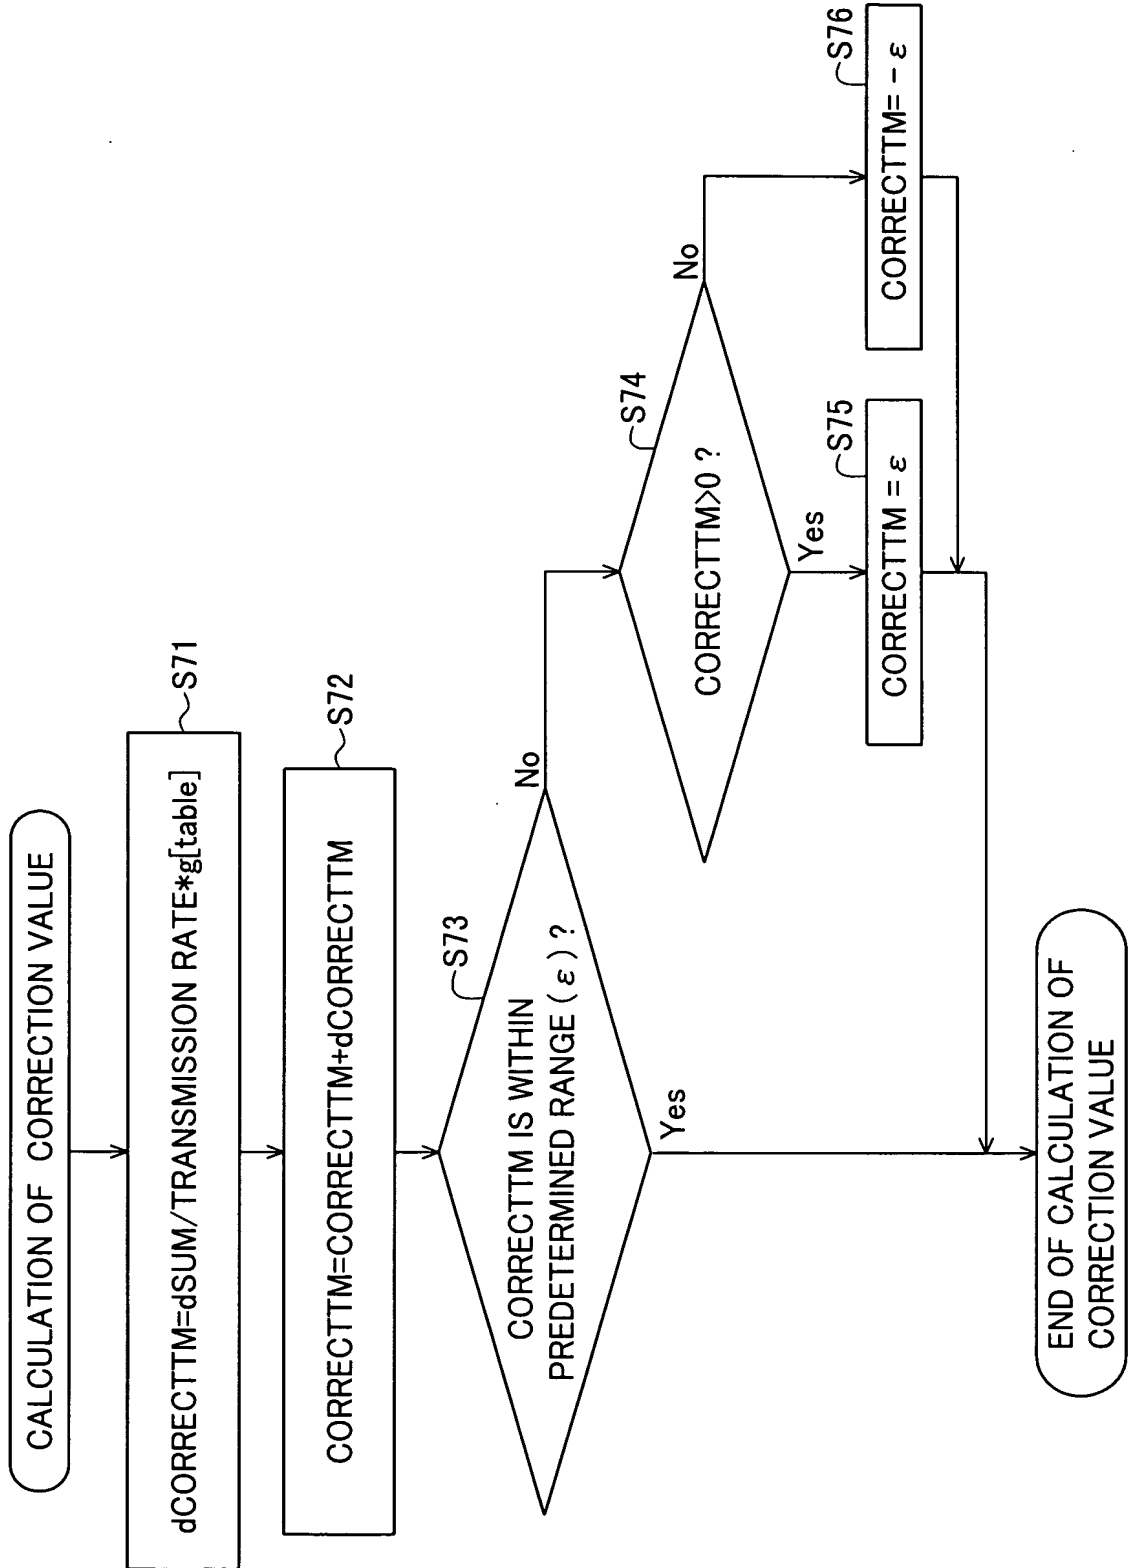 CALCULATION OF CORRECTION VALUE
dCORRECTTM=dSUM/TRANSMISSION RATE*g[table]
S71
CORRECTTM=CORRECTTM+dCORRECTTM
S72
CORRECTTM IS WITHIN
PREDETERMINED RANGE (ε)?
S73
No
Yes
CORRECTTM>0?
S74
No
Yes
CORRECTTM=ε
S75
CORRECTTM=-ε
S76
END OF CALCULATION OF
CORRECTION VALUE